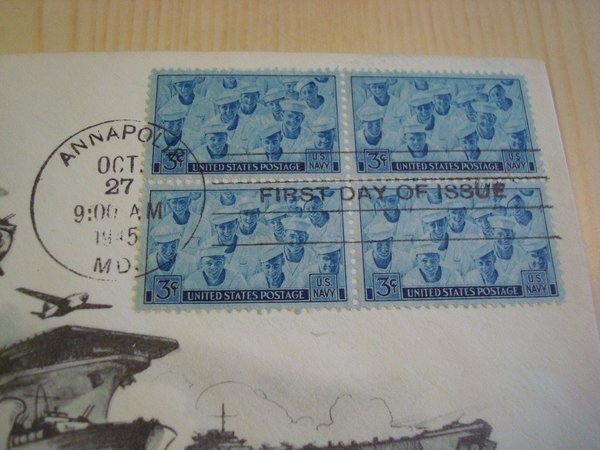 ANNAPOLIS
OCT.
27
9:00 AM
1945
MD.
FIRST DAY OF ISSUE
3¢ UNITED STATES POSTAGE U.S. NAVY
3¢ UNITED STATES POSTAGE U.S. NAVY
3¢ UNITED STATES POSTAGE U.S. NAVY
3¢ UNITED STATES POSTAGE U.S. NAVY